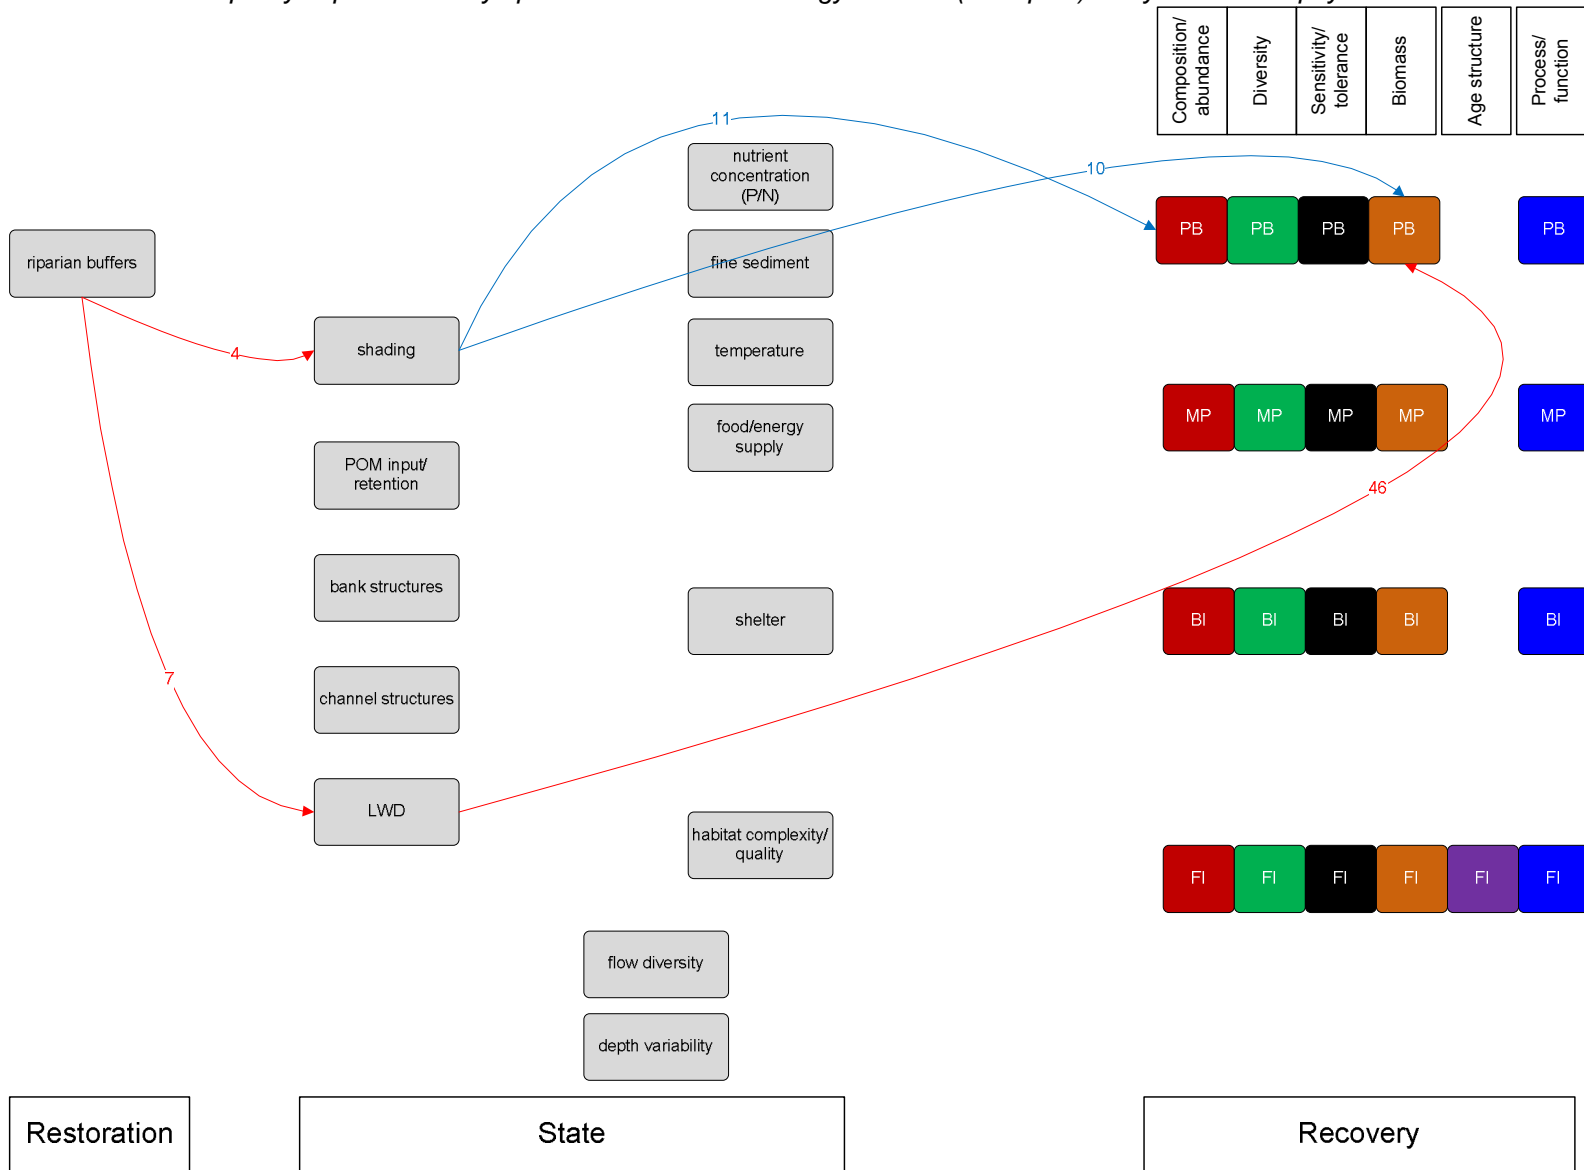 Composition/
abundance
Diversity
Sensitivity/
tolerance
Biomass
Age structure
Process/
function
11
nutrient
concentration
(P/N)
10
riparian buffers
fine sediment
PB
PB
PB
PB
PB
4
shading
temperature
food/energy
supply
MP
MP
MP
MP
MP
POM input/
retention
46
bank structures
shelter
BI
BI
BI
BI
BI
7
channel structures
LWD
habitat complexity/
quality
FI
FI
FI
FI
FI
FI
flow diversity
depth variability
Restoration
State
Recovery